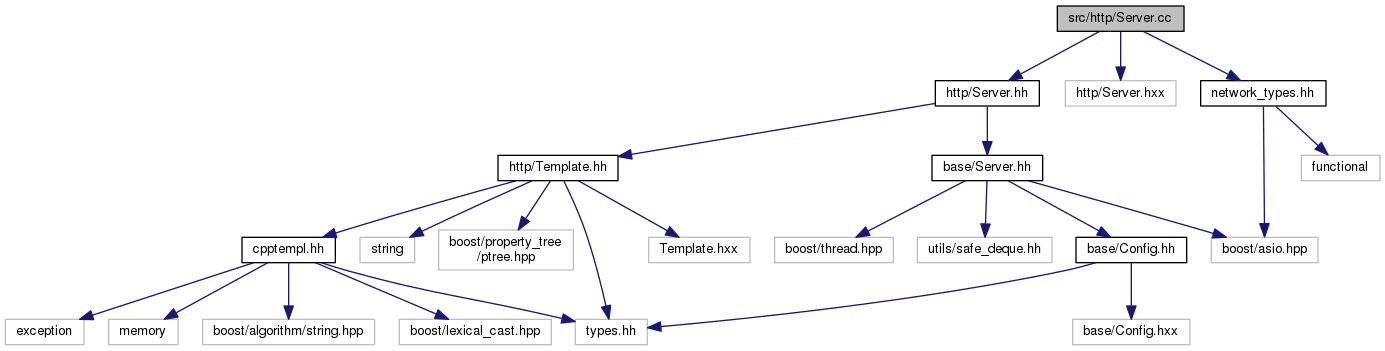 src/http/Server.cc
http/Server.hh
http/Server.hxx
network_types.hh
http/Template.hh
base/Server.hh
functional
cpptempl.hh
string
boost/property_tree
/ptree.hpp
Template.hxx
boost/thread.hpp
utils/safe_deque.hh
base/Config.hh
boost/asio.hpp
exception
memory
boost/algorithm/string.hpp
boost/lexical_cast.hpp
types.hh
base/Config.hxx